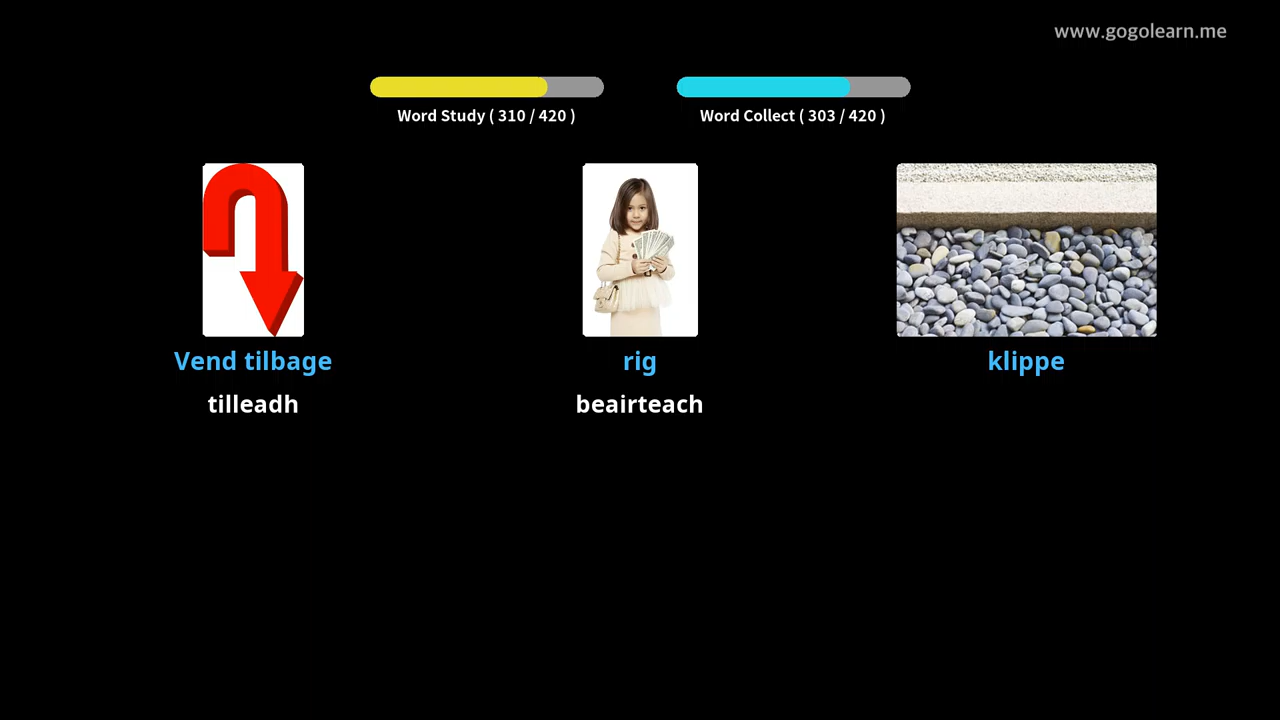 www.gogolearn.me
Word Study ( 310 / 420 )
Word Collect ( 303 / 420 )
Vend tilbage
rig
klippe
tilleadh
beairteach